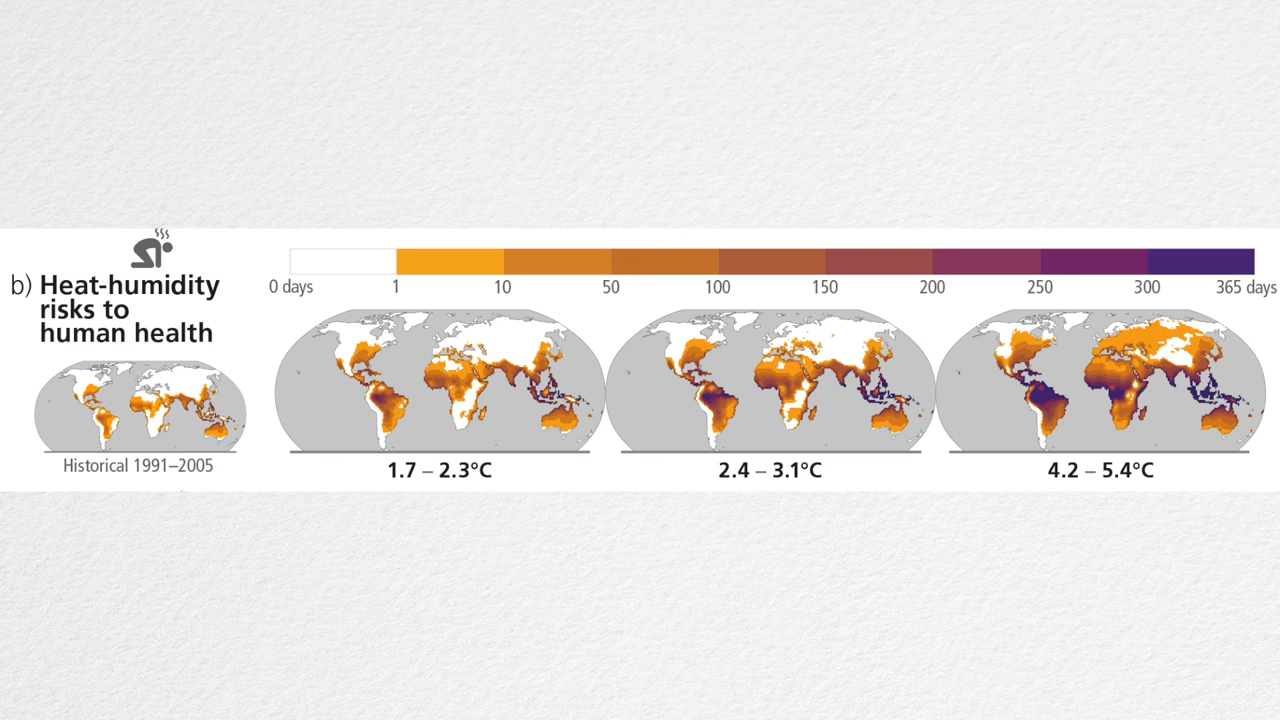 b) Heat-humidity
risks to
human health
0 days 1 10 50 100 150 200 250 300 365 days
Historical 1991–2005
1.7 – 2.3°C
2.4 – 3.1°C
4.2 – 5.4°C